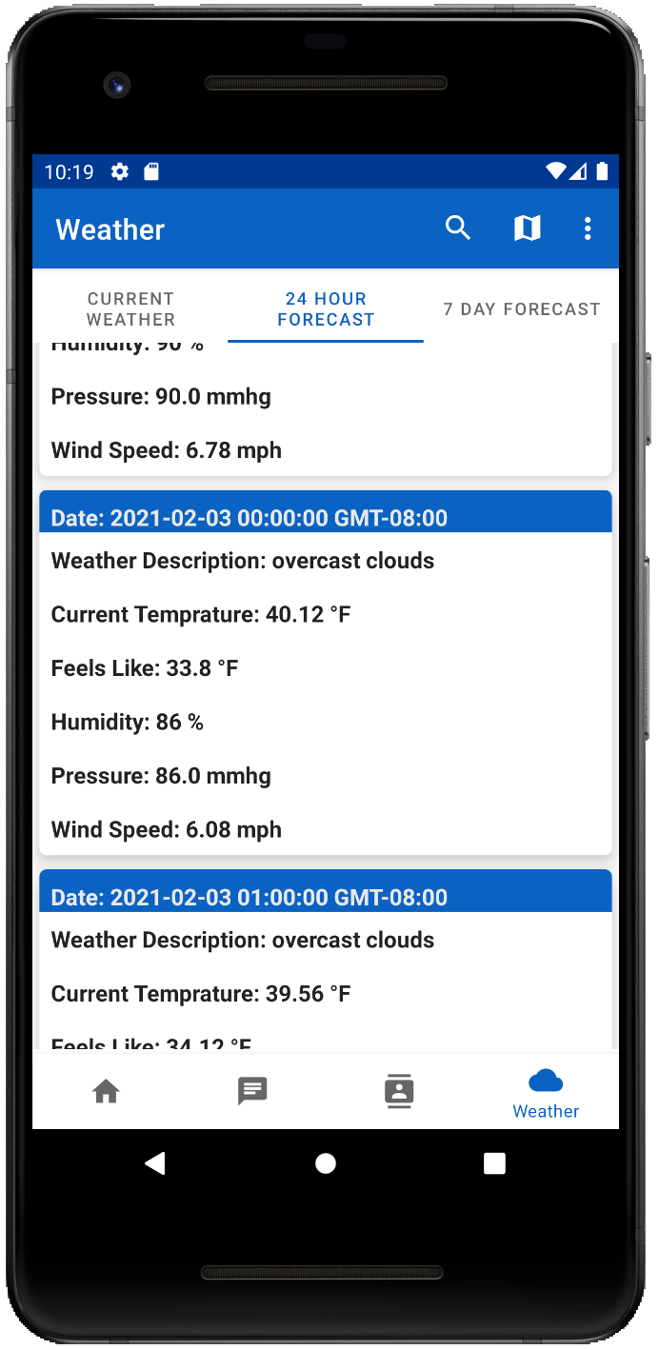 10:19
Weather
CURRENT
WEATHER
24 HOUR
FORECAST
7 DAY FORECAST
Humidity: 90 %
Pressure: 90.0 mmhg
Wind Speed: 6.78 mph
Date: 2021-02-03 00:00:00 GMT-08:00
Weather Description: overcast clouds
Current Temprature: 40.12 °F
Feels Like: 33.8 °F
Humidity: 86 %
Pressure: 86.0 mmhg
Wind Speed: 6.08 mph
Date: 2021-02-03 01:00:00 GMT-08:00
Weather Description: overcast clouds
Current Temprature: 39.56 °F
Feels Like: 34.12 °F
Weather